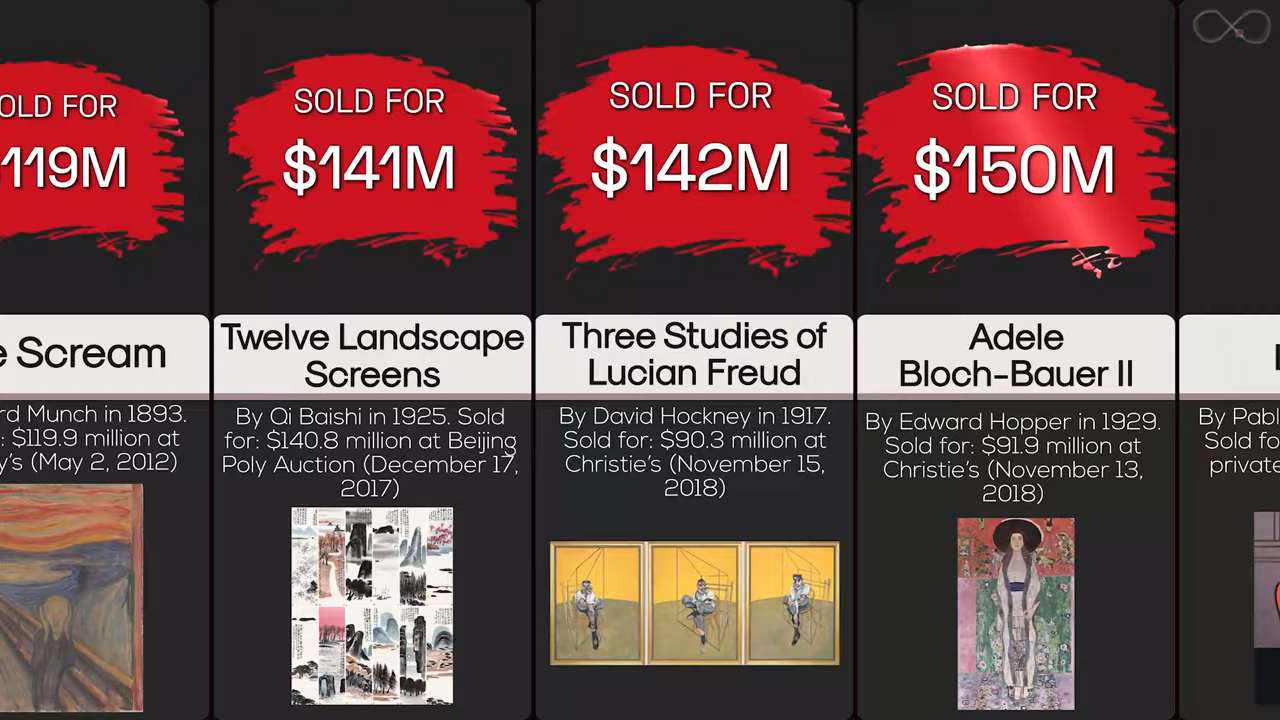 OLD FOR
119M
e Scream
rd Munch in 1893.
: $119.9 million at
y's (May 2, 2012)
SOLD FOR
$141M
Twelve Landscape
Screens
By Qi Baishi in 1925. Sold
for: $140.8 million at Beijing
Poly Auction (December 17,
2017)
SOLD FOR
$142M
Three Studies of
Lucian Freud
By David Hockney in 1917.
Sold for: $90.3 million at
Christie's (November 15,
2018)
SOLD FOR
$150M
Adele
Bloch-Bauer II
By Edward Hopper in 1929.
Sold for: $91.9 million at
Christie's (November 13,
2018)
By Pabl
Sold fo
private